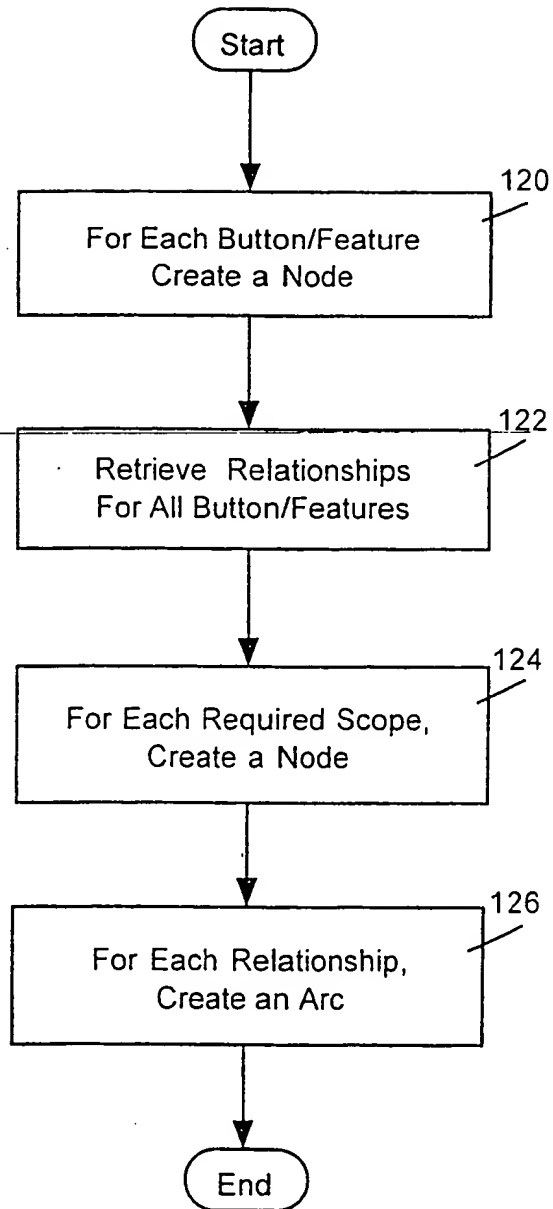 Start
120
For Each Button/Feature
Create a Node
122
Retrieve Relationships
For All Button/Features
124
For Each Required Scope,
Create a Node
126
For Each Relationship,
Create an Arc
End